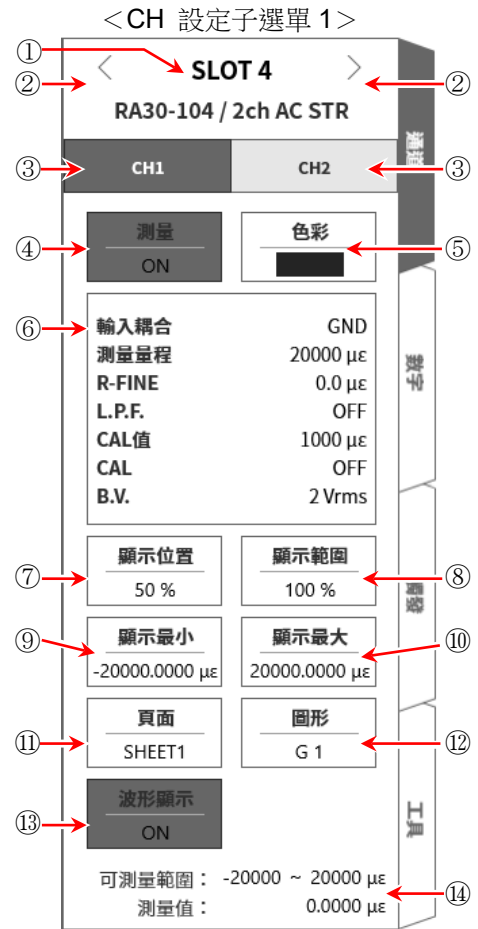 ＜CH 設定子選單 1＞
①
② < SLOT 4 > ②
RA30-104 / 2ch AC STR
③ CH1 CH2 ③
④ 測量 ON
色彩 ⑤
⑥
輸入耦合 GND
測量量程 20000 με
R-FINE 0.0 με
L.P.F. OFF
CAL值 1000 με
CAL OFF
B.V. 2 Vrms
⑦ 顯示位置 50 %
顯示範圍 100 % ⑧
⑨ 顯示最小 -20000.0000 με
顯示最大 20000.0000 με ⑩
⑪ 頁面 SHEET1
圖形 G 1 ⑫
⑬ 波形顯示 ON
可測量範圍： -20000 ~ 20000 με
測量值： 0.0000 με
⑭
通道
數字
觸發
工具